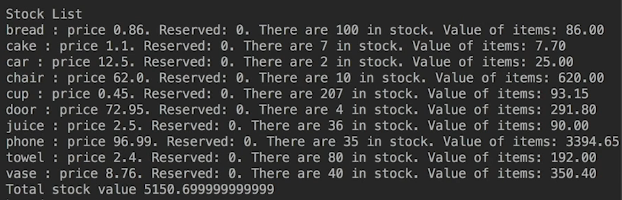 Stock List
bread : price 0.86. Reserved: 0. There are 100 in stock. Value of items: 86.00
cake : price 1.1. Reserved: 0. There are 7 in stock. Value of items: 7.70
car : price 12.5. Reserved: 0. There are 2 in stock. Value of items: 25.00
chair : price 62.0. Reserved: 0. There are 10 in stock. Value of items: 620.00
cup : price 0.45. Reserved: 0. There are 207 in stock. Value of items: 93.15
door : price 72.95. Reserved: 0. There are 4 in stock. Value of items: 291.80
juice : price 2.5. Reserved: 0. There are 36 in stock. Value of items: 90.00
phone : price 96.99. Reserved: 0. There are 35 in stock. Value of items: 3394.65
towel : price 2.4. Reserved: 0. There are 80 in stock. Value of items: 192.00
vase : price 8.76. Reserved: 0. There are 40 in stock. Value of items: 350.40
Total stock value 5150.699999999999